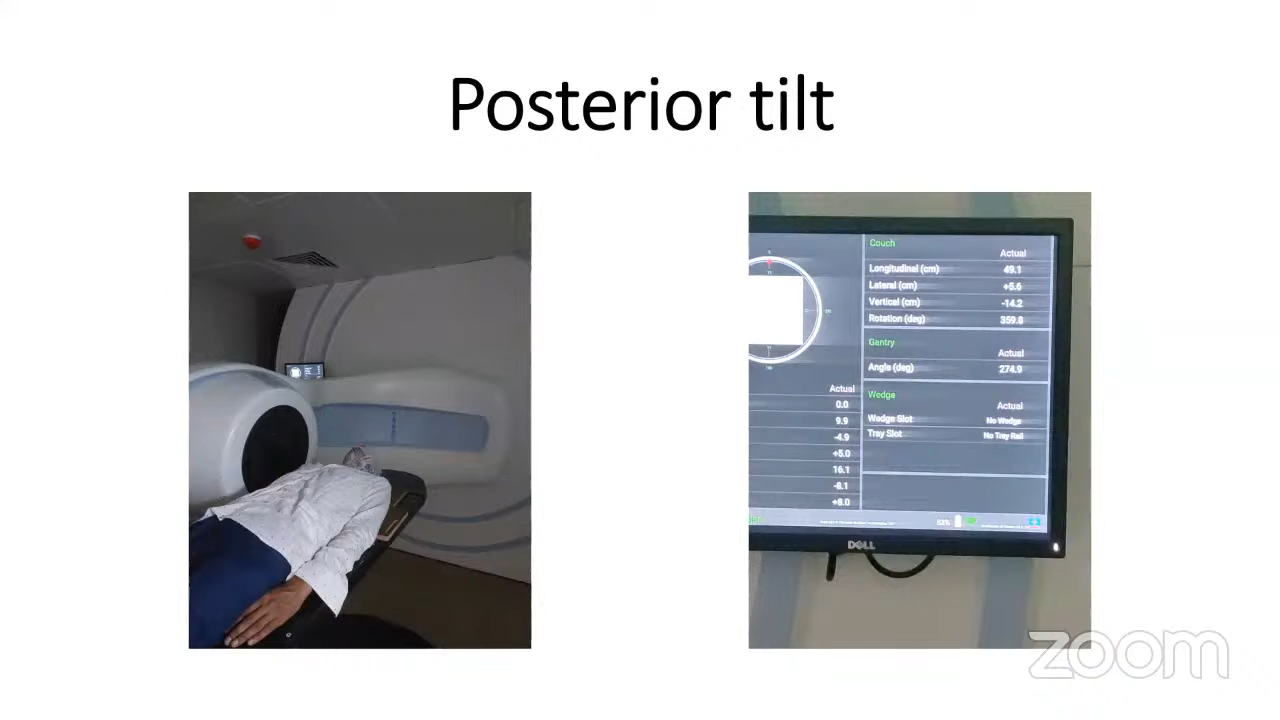 Posterior tilt
Couch
Actual
Longitudinal (cm) 49.1
Lateral (cm) +5.6
Vertical (cm) -14.2
Rotation (deg) 359.8
Gantry
Actual
Angle (deg) 274.9
Wedge
Actual
Wedge Slot No Wedge
Tray Slot No Tray Rail
Actual
0.0
9.9
-4.9
+5.0
16.1
-8.1
+8.0
DELL
zoom